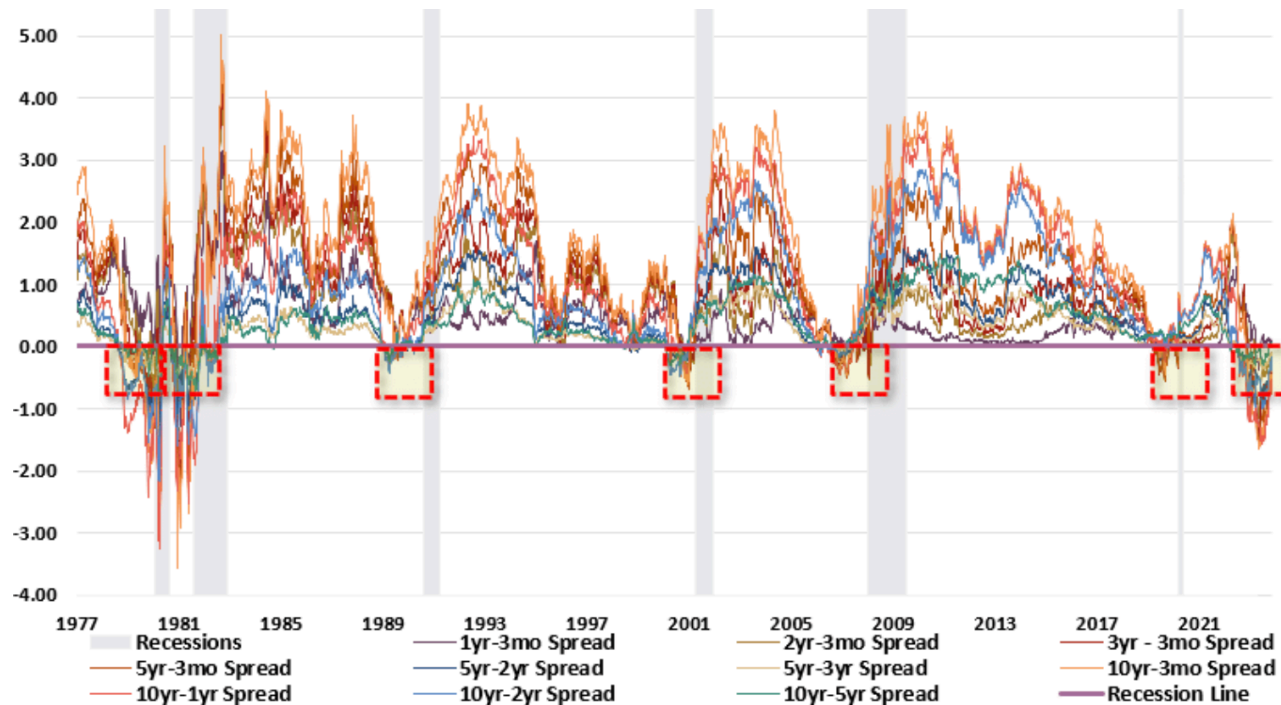 5.00
4.00
3.00
2.00
1.00
0.00
-1.00
-2.00
-3.00
-4.00
1977 1981 1985 1989 1993 1997 2001 2005 2009 2013 2017 2021
Recessions 1yr-3mo Spread 2yr-3mo Spread 3yr - 3mo Spread
5yr-3mo Spread 5yr-2yr Spread 5yr-3yr Spread 10yr-3mo Spread
10yr-1yr Spread 10yr-2yr Spread 10yr-5yr Spread Recession Line